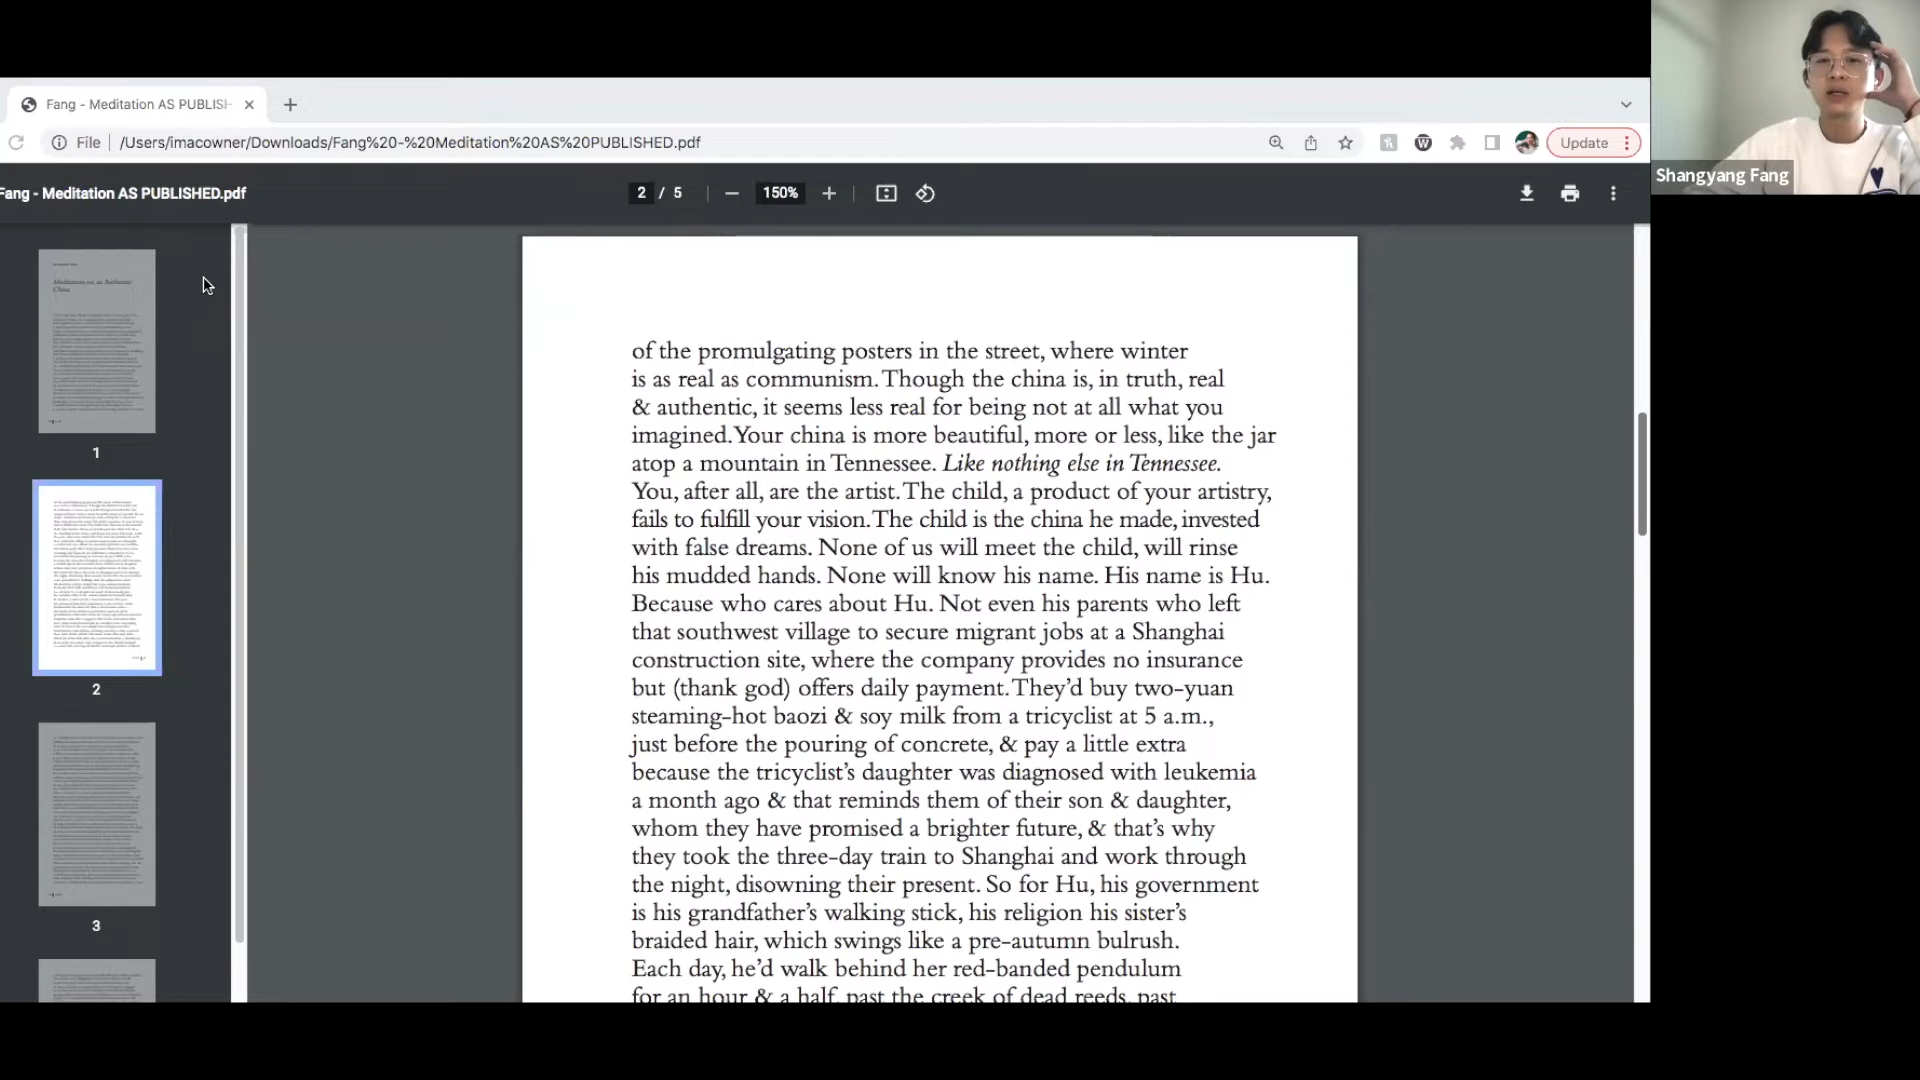 Fang - Meditation AS PUBLISH
File
/Users/imacowner/Downloads/Fang%20-%20Meditation%20AS%20PUBLISHED.pdf
Update
Fang - Meditation AS PUBLISHED.pdf
2 / 5
150%
Shangyang Fang
1
2
3
of the promulgating posters in the street, where winter
is as real as communism. Though the china is, in truth, real
& authentic, it seems less real for being not at all what you
imagined. Your china is more beautiful, more or less, like the jar
atop a mountain in Tennessee. Like nothing else in Tennessee.
You, after all, are the artist. The child, a product of your artistry,
fails to fulfill your vision. The child is the china he made, invested
with false dreams. None of us will meet the child, will rinse
his mudded hands. None will know his name. His name is Hu.
Because who cares about Hu. Not even his parents who left
that southwest village to secure migrant jobs at a Shanghai
construction site, where the company provides no insurance
but (thank god) offers daily payment. They'd buy two-yuan
steaming-hot baozi & soy milk from a tricyclist at 5 a.m.,
just before the pouring of concrete, & pay a little extra
because the tricyclist's daughter was diagnosed with leukemia
a month ago & that reminds them of their son & daughter,
whom they have promised a brighter future, & that's why
they took the three-day train to Shanghai and work through
the night, disowning their present. So for Hu, his government
is his grandfather's walking stick, his religion his sister's
braided hair, which swings like a pre-autumn bulrush.
Each day, he'd walk behind her red-banded pendulum
for an hour & a half, past the creek of dead reeds, past